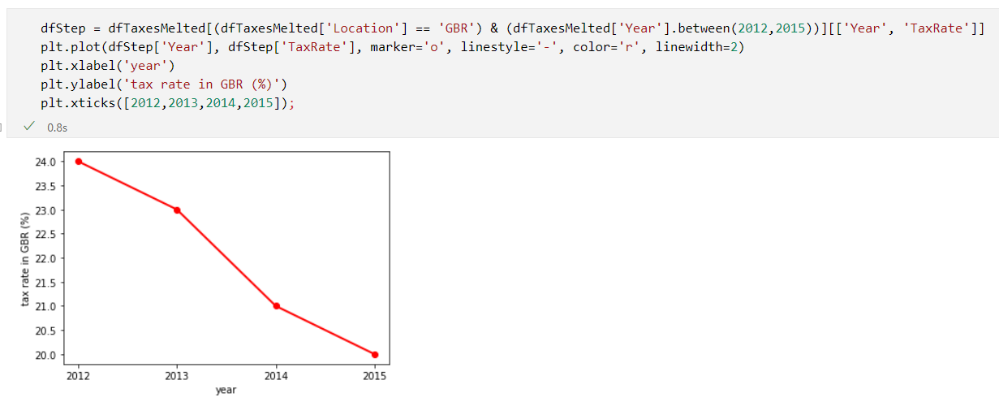 dfStep = dfTaxesMelted[(dfTaxesMelted['Location'] == 'GBR') & (dfTaxesMelted['Year'].between(2012,2015))][['Year', 'TaxRate']]
plt.plot(dfStep['Year'], dfStep['TaxRate'], marker='o', linestyle='-', color='r', linewidth=2)
plt.xlabel('year')
plt.ylabel('tax rate in GBR (%)')
plt.xticks([2012,2013,2014,2015]);
] ✓ 0.8s
24.0
23.5
23.0
22.5
22.0
21.5
21.0
20.5
20.0
tax rate in GBR (%)
2012 2013 2014 2015
year